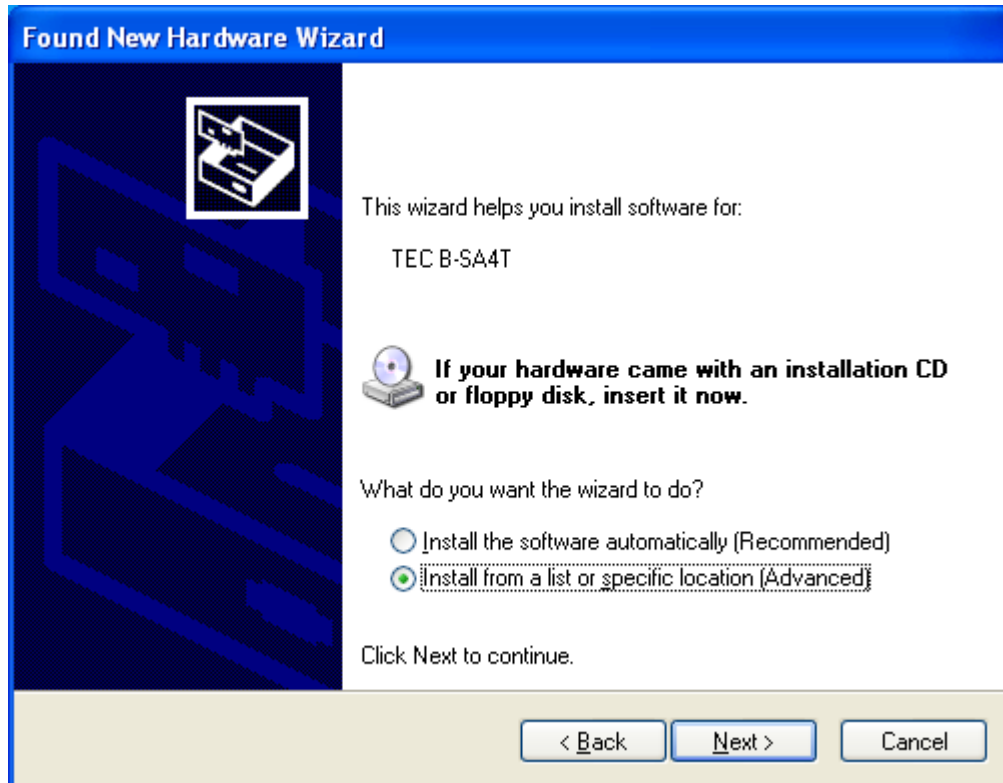 Found New Hardware Wizard
This wizard helps you install software for:
TEC B-SA4T
If your hardware came with an installation CD
or floppy disk, insert it now.
What do you want the wizard to do?
Install the software automatically (Recommended)
Install from a list or specific location (Advanced)
Click Next to continue.
< Back
Next >
Cancel